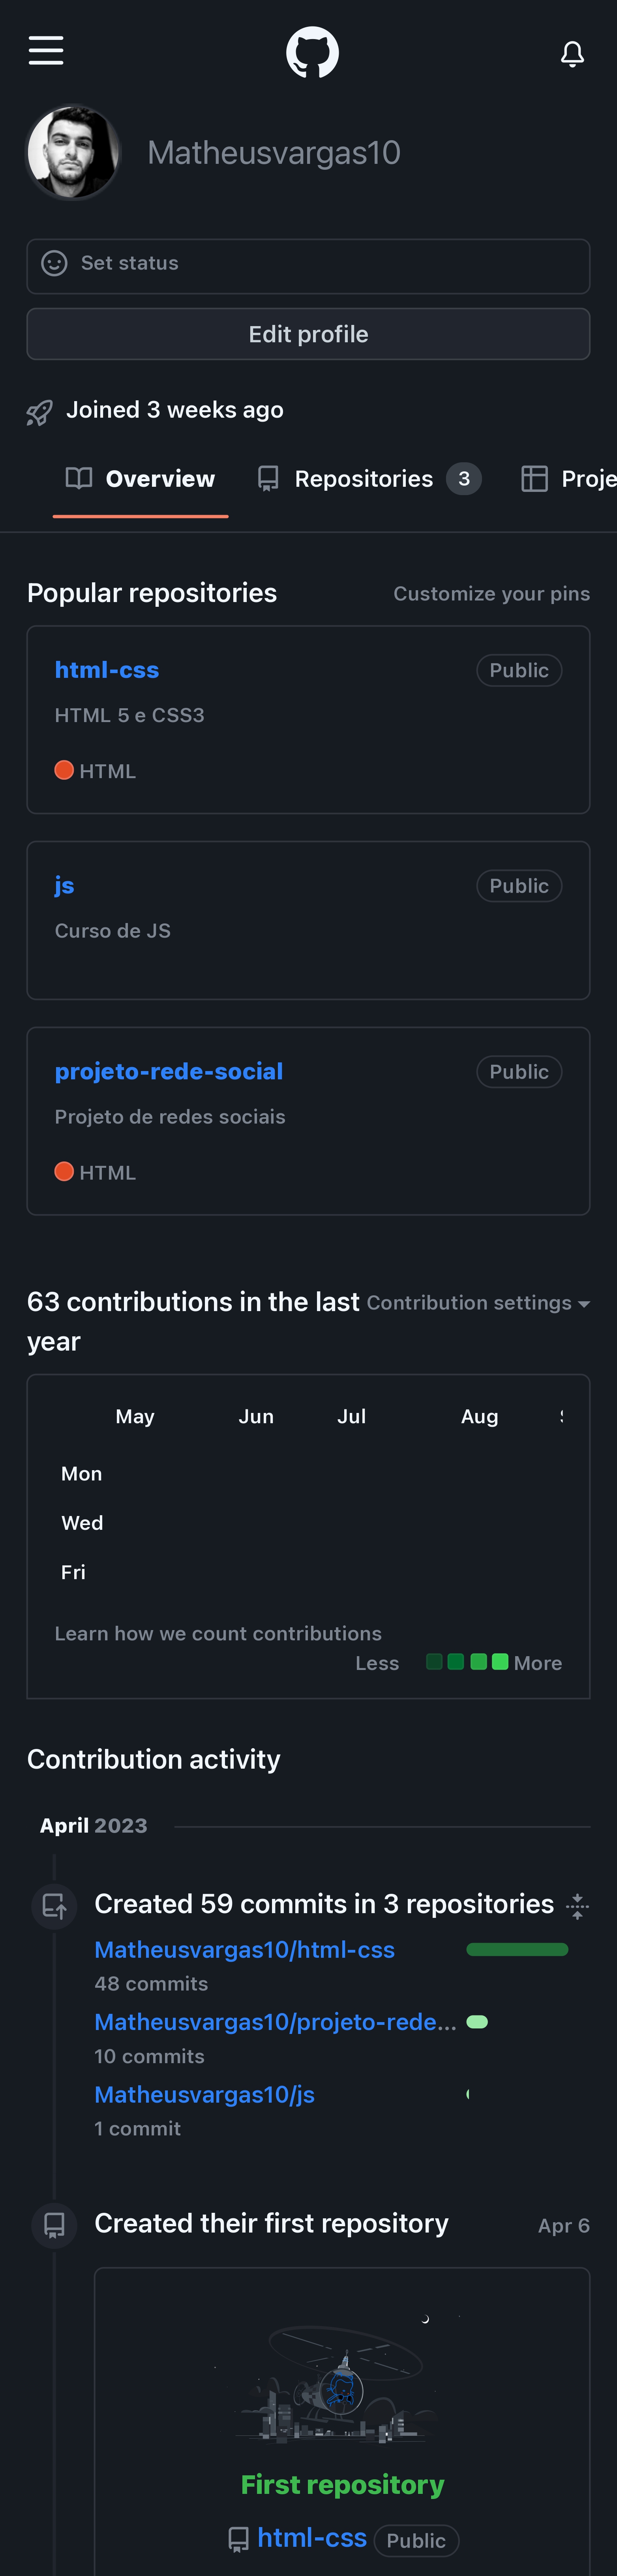 Matheusvargas10
Set status
Edit profile
Joined 3 weeks ago
Overview Repositories 3 Proje
Popular repositories Customize your pins
html-css Public
HTML 5 e CSS3
HTML
js Public
Curso de JS
projeto-rede-social Public
Projeto de redes sociais
HTML
63 contributions in the last Contribution settings
year
May Jun Jul Aug
Mon
Wed
Fri
Learn how we count contributions
Less More
Contribution activity
April 2023
Created 59 commits in 3 repositories
Matheusvargas10/html-css
48 commits
Matheusvargas10/projeto-rede...
10 commits
Matheusvargas10/js
1 commit
Created their first repository Apr 6
First repository
html-css Public